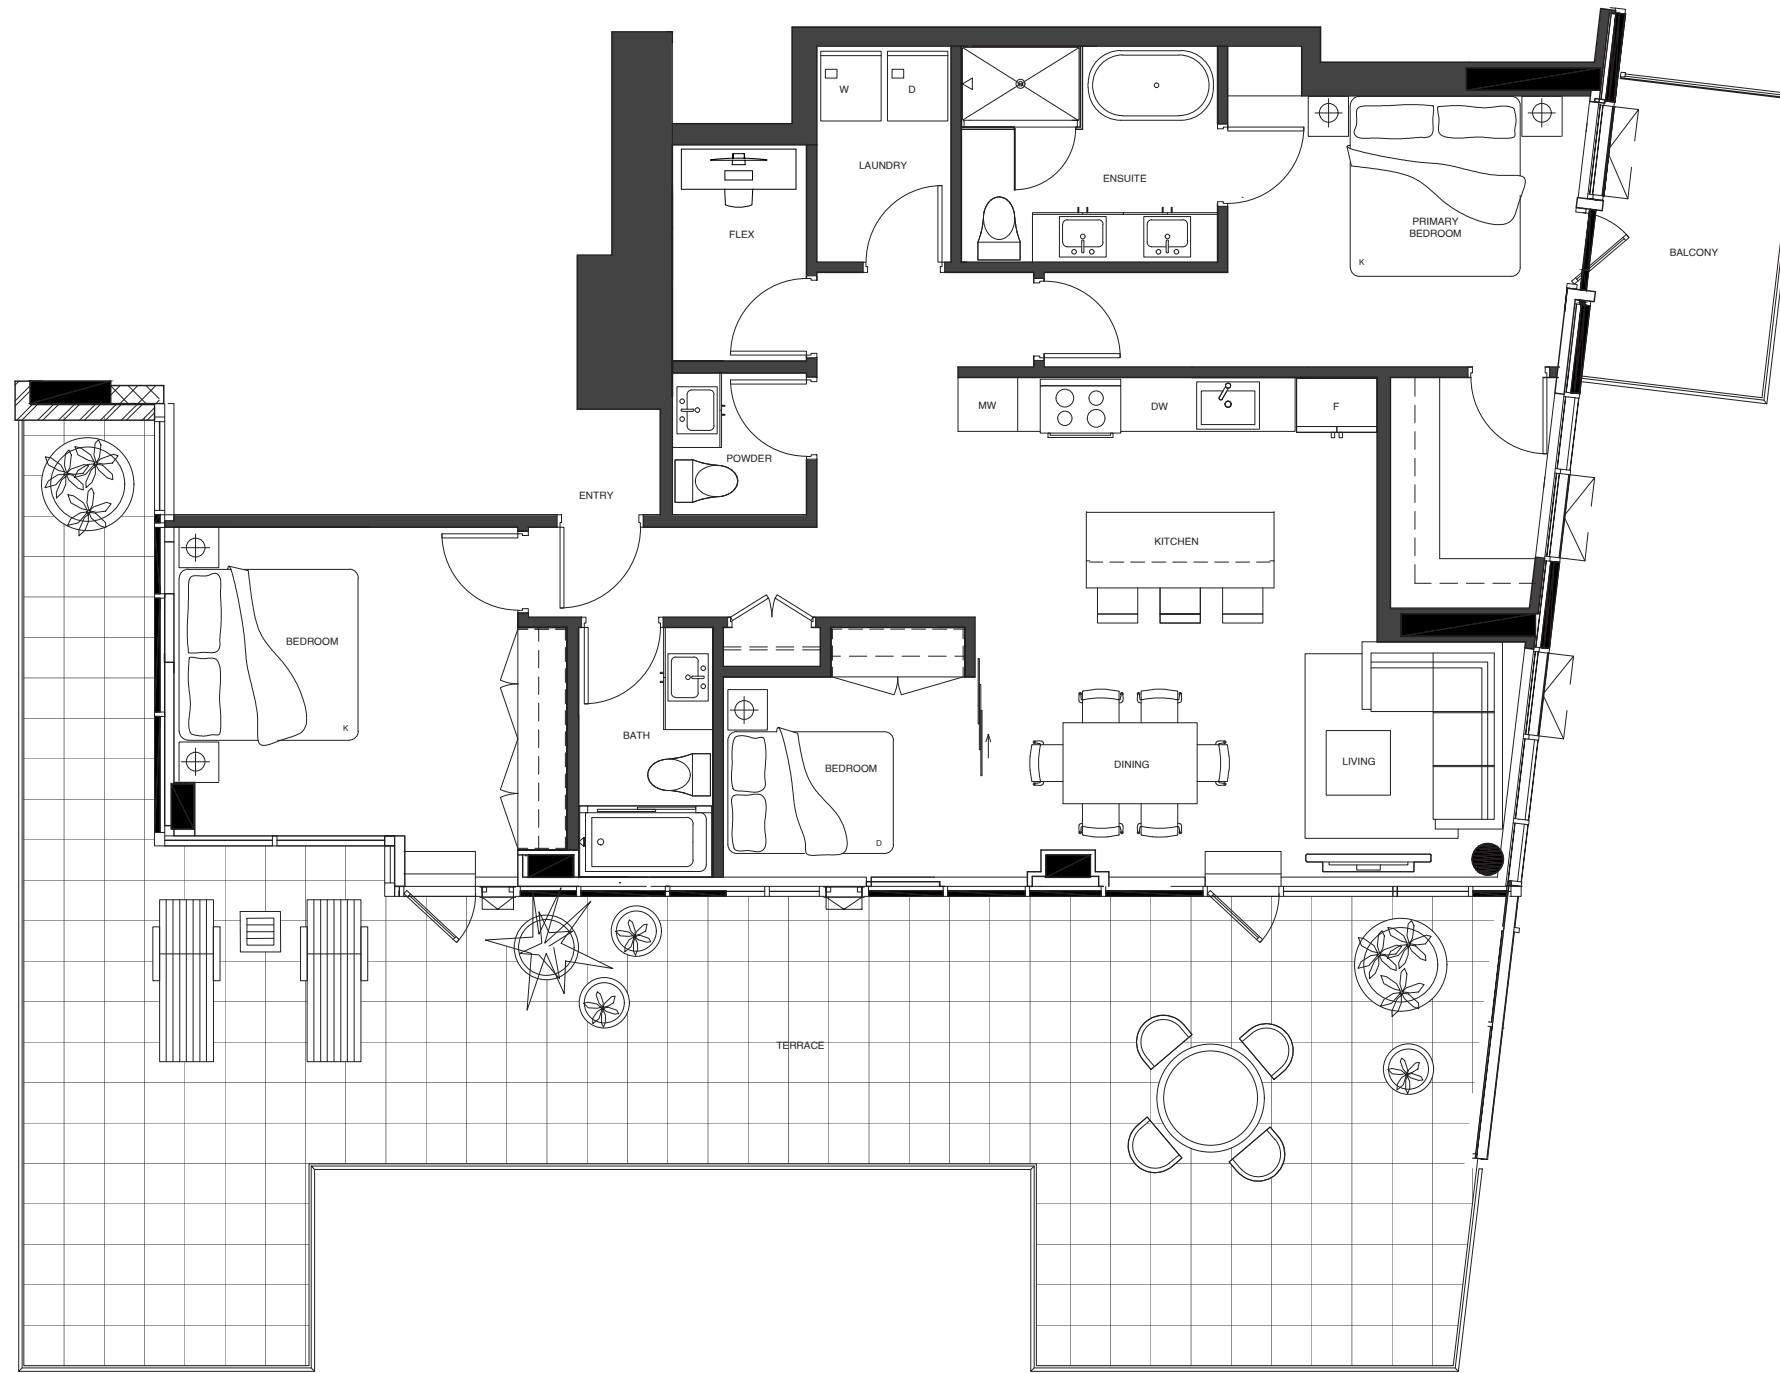 W
D
LAUNDRY
ENSUITE
FLEX
PRIMARY
BEDROOM
K
BALCONY
MW
DW
F
POWDER
ENTRY
KITCHEN
BEDROOM
K
BATH
BEDROOM
D
DINING
LIVING
TERRACE